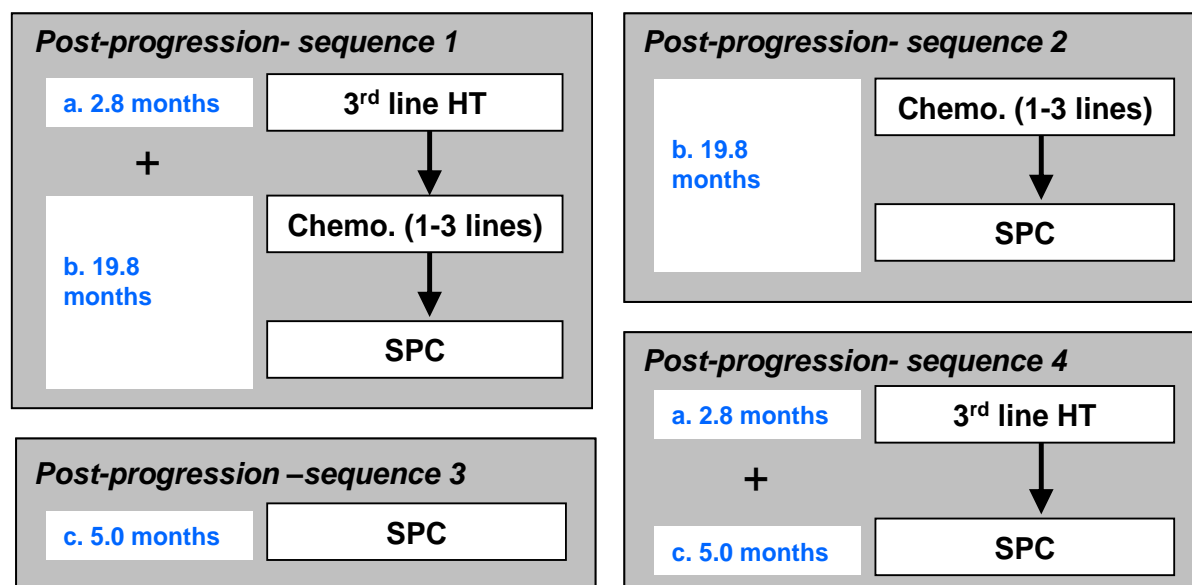 Post-progression- sequence 1
a. 2.8 months
3rd line HT
+
Chemo. (1-3 lines)
b. 19.8
months
SPC
Post-progression- sequence 2
Chemo. (1-3 lines)
b. 19.8
months
SPC
Post-progression –sequence 3
c. 5.0 months
SPC
Post-progression- sequence 4
a. 2.8 months
3rd line HT
+
c. 5.0 months
SPC